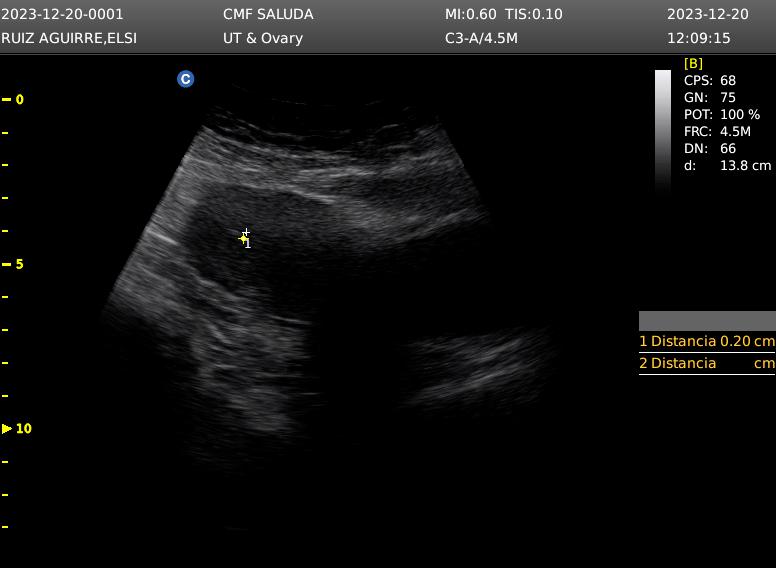 2023-12-20-0001 CMF SALUDA MI:0.60 TIS:0.10 2023-12-20
RUIZ AGUIRRE,ELSI UT & Ovary C3-A/4.5M 12:09:15
C
[B]
CPS: 68
GN: 75
POT: 100 %
FRC: 4.5M
DN: 66
d: 13.8 cm
0
1
5
10
1 Distancia 0.20 cm
2 Distancia cm